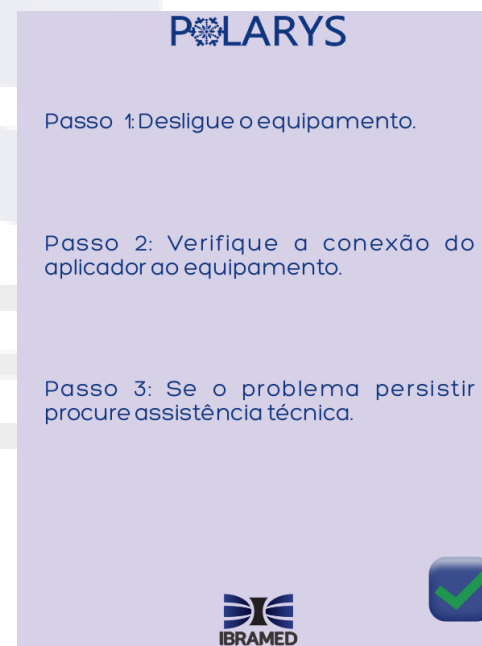 POLARYS
Passo 1: Desligue o equipamento.
Passo 2: Verifique a conexão do
aplicador ao equipamento.
Passo 3: Se o problema persistir
procure assistência técnica.
IBRAMED